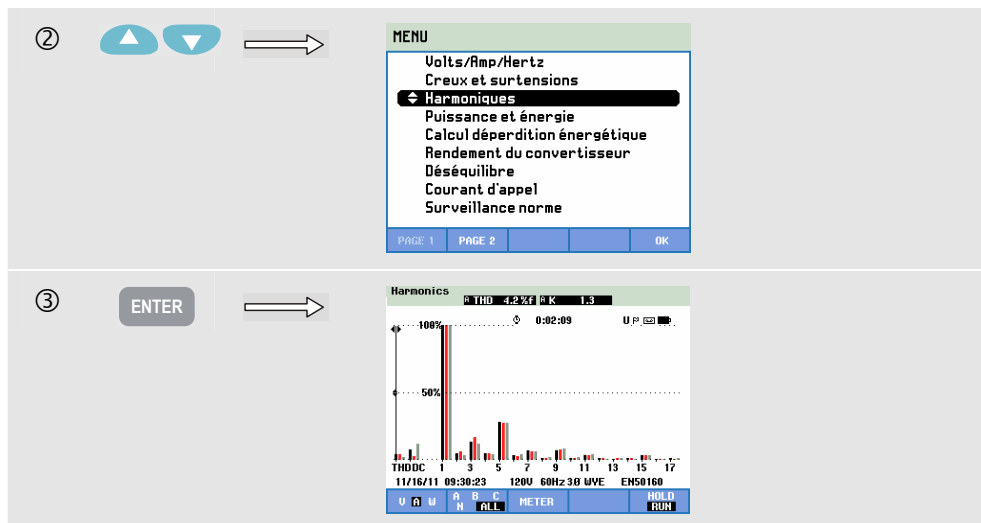 ②
MENU
Volts/Amp/Hertz
Creux et surtensions
Harmoniques
Puissance et énergie
Calcul déperdition énergétique
Rendement du convertisseur
Déséquilibre
Courant d'appel
Surveillance norme
PAGE 1 PAGE 2 OK
③
ENTER
Harmonics
A THD 4.2%f A K 1.3
0:02:09 U
100%
50%
THDDC 1 3 5 7 9 11 13 15 17
11/16/11 09:30:23 120V 60Hz 3Ø WYE EN50160
V A W A B C METER HOLD
N ALL RUN